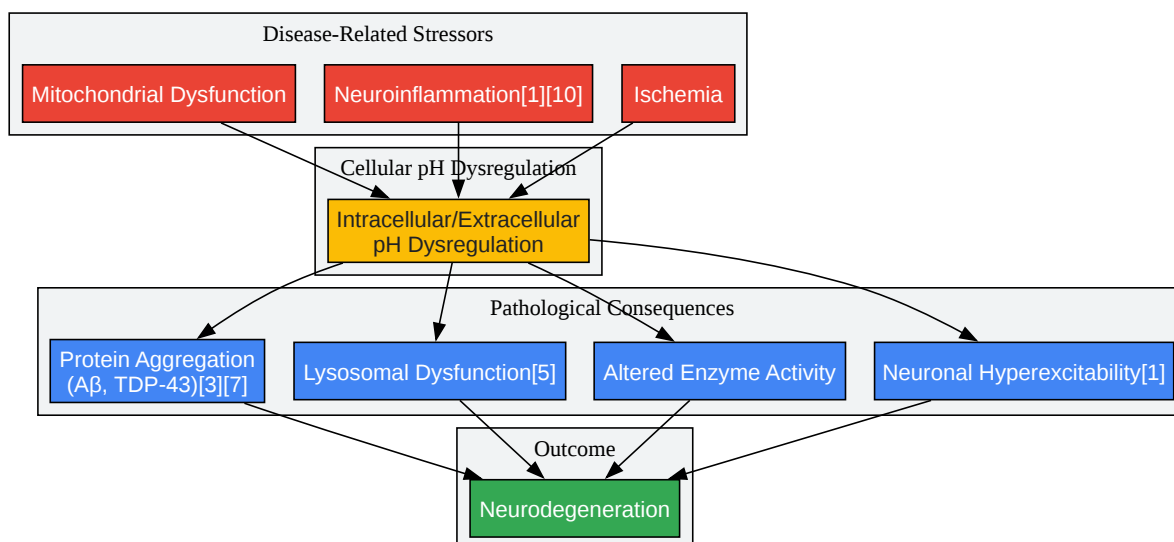 Disease-Related Stressors
Mitochondrial Dysfunction
Neuroinflammation[1][10]
Ischemia
Cellular pH Dysregulation
Intracellular/Extracellular
pH Dysregulation
Pathological Consequences
Protein Aggregation
(Aβ, TDP-43)[3][7]
Lysosomal Dysfunction[5]
Altered Enzyme Activity
Neuronal Hyperexcitability[1]
Outcome
Neurodegeneration